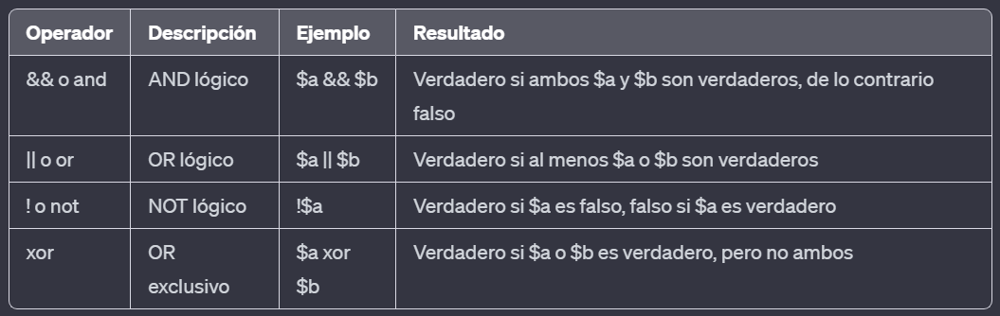 Operador Descripción Ejemplo Resultado
&& o and AND lógico $a && $b Verdadero si ambos $a y $b son verdaderos, de lo contrario
falso
|| o or OR lógico $a || $b Verdadero si al menos $a o $b son verdaderos
! o not NOT lógico !$a Verdadero si $a es falso, falso si $a es verdadero
xor OR $a xor Verdadero si $a o $b es verdadero, pero no ambos
exclusivo $b